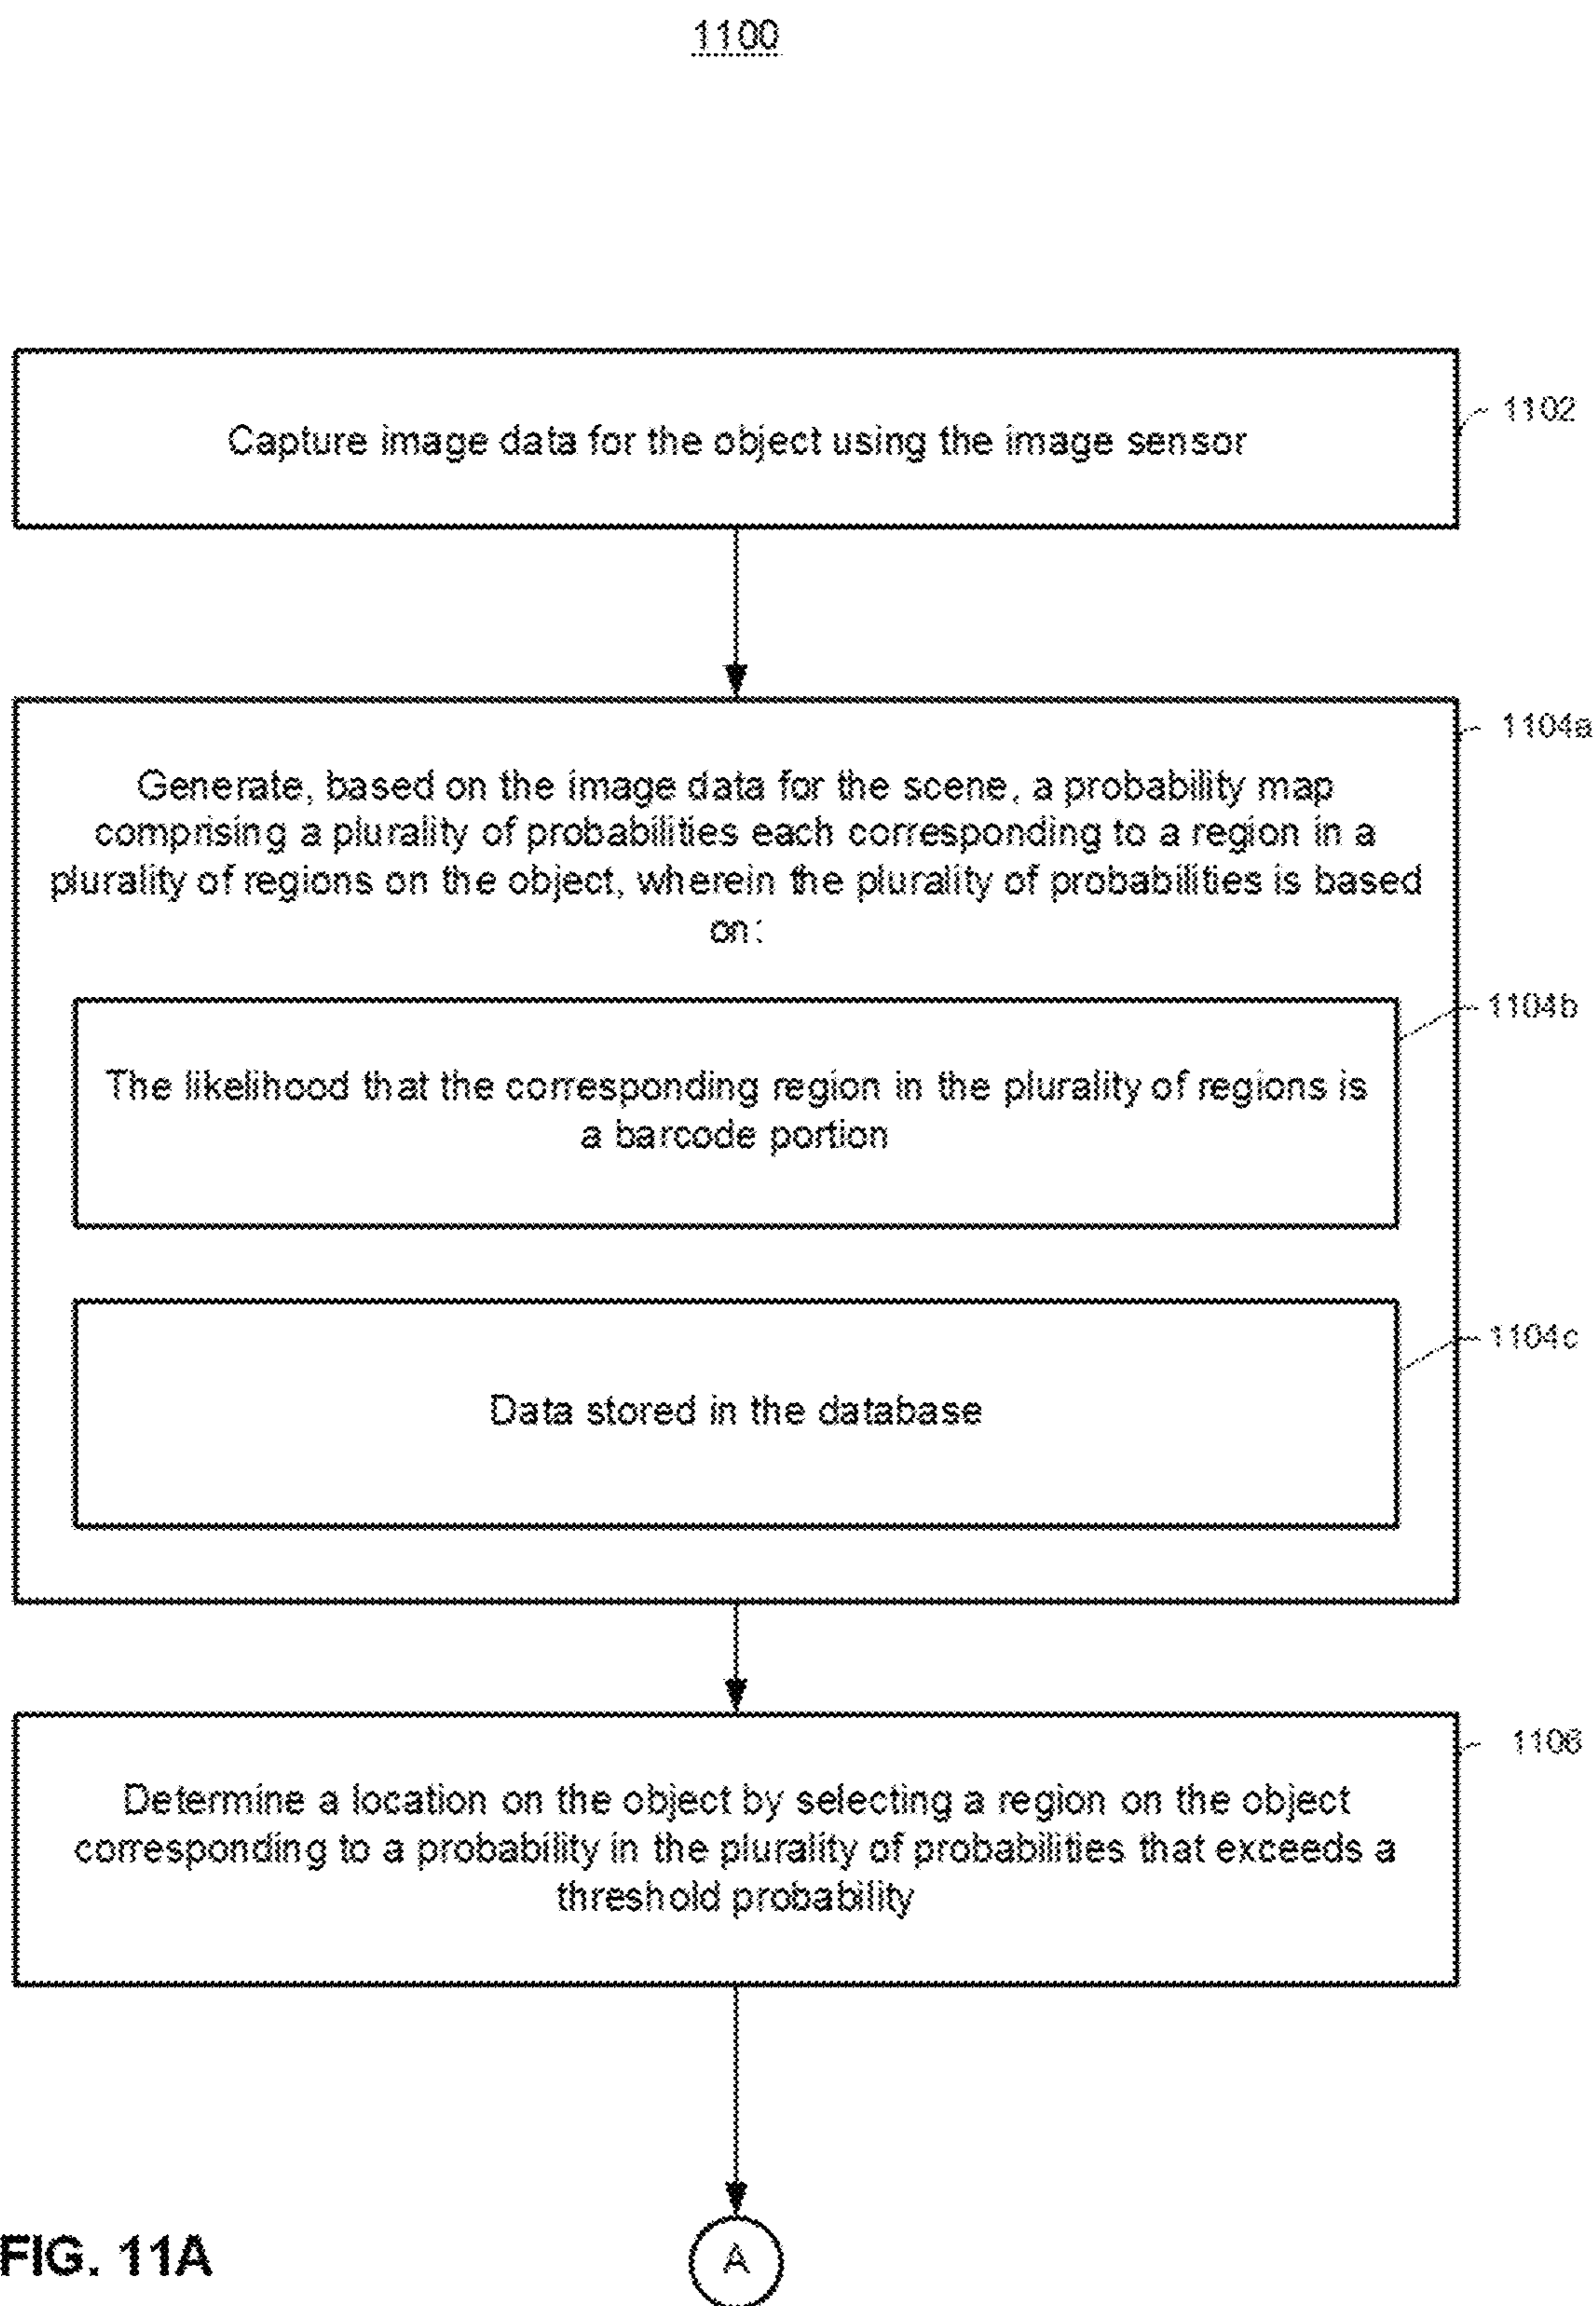 1100
Capture image data for the object using the image sensor
1102
1104a
Generate, based on the image data for the scene, a probability map
comprising a plurality of probabilities each corresponding to a region in a
plurality of regions on the object, wherein the plurality of probabilities is based
on:
1104b
The likelihood that the corresponding region in the plurality of regions is
a barcode portion
1104c
Data stored in the database
1106
Determine a location on the object by selecting a region on the object
corresponding to a probability in the plurality of probabilities that exceeds a
threshold probability
A
FIG. 11A